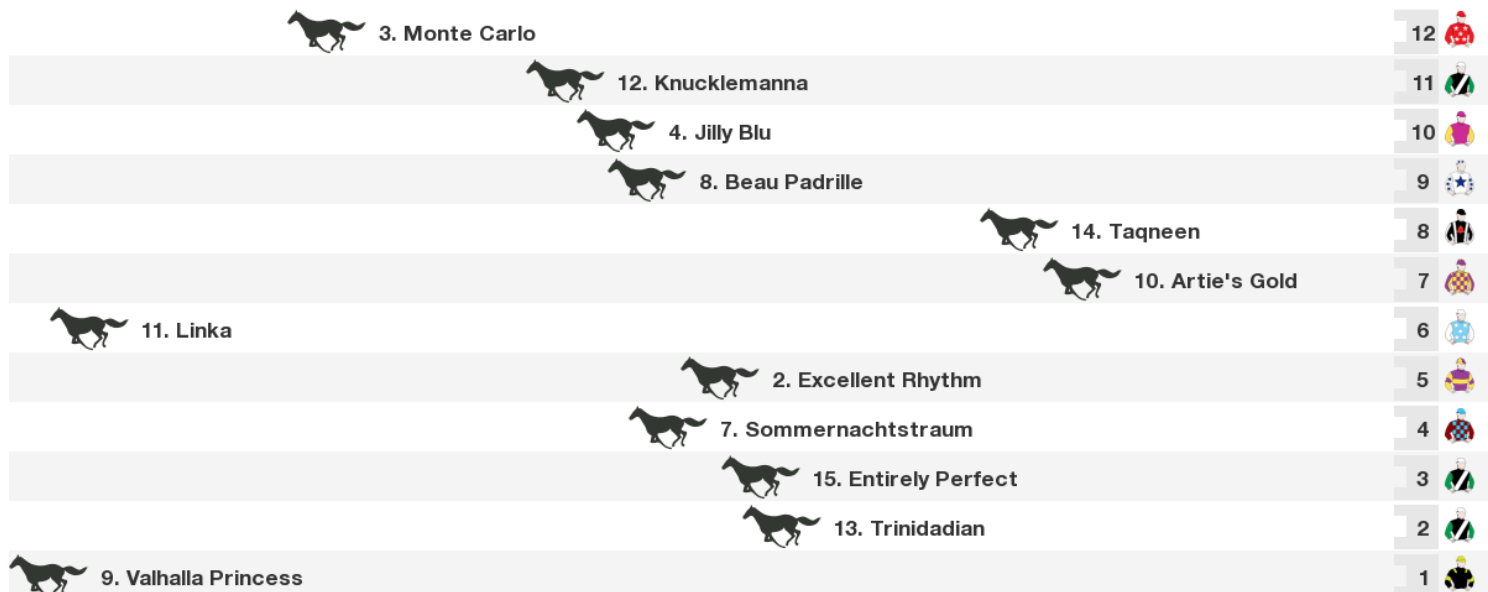 3. Monte Carlo 12
12. Knucklemanna 11
4. Jilly Blu 10
8. Beau Padrille 9
14. Taqneen 8
10. Artie's Gold 7
11. Linka 6
2. Excellent Rhythm 5
7. Sommernachtstraum 4
15. Entirely Perfect 3
13. Trinidadian 2
9. Valhalla Princess 1